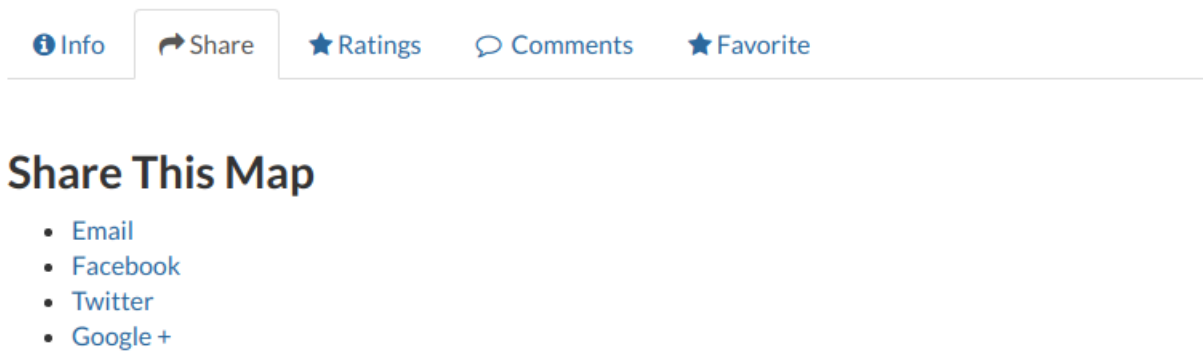 Info Share Ratings Comments Favorite
Share This Map
Email
Facebook
Twitter
Google +